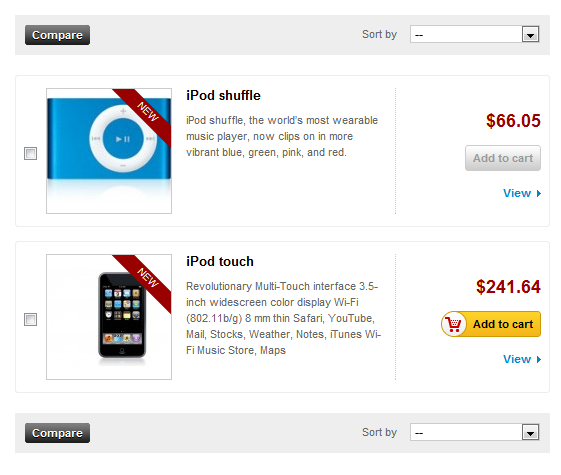 Compare
Sort by
--
NEW
iPod shuffle
iPod shuffle, the world's most wearable
music player, now clips on in more
vibrant blue, green, pink, and red.
$66.05
Add to cart
View
NEW
iPod touch
Revolutionary Multi-Touch interface 3.5-
inch widescreen color display Wi-Fi
(802.11b/g) 8 mm thin Safari, YouTube,
Mail, Stocks, Weather, Notes, iTunes Wi-
Fi Music Store, Maps
$241.64
Add to cart
View
Compare
Sort by
--